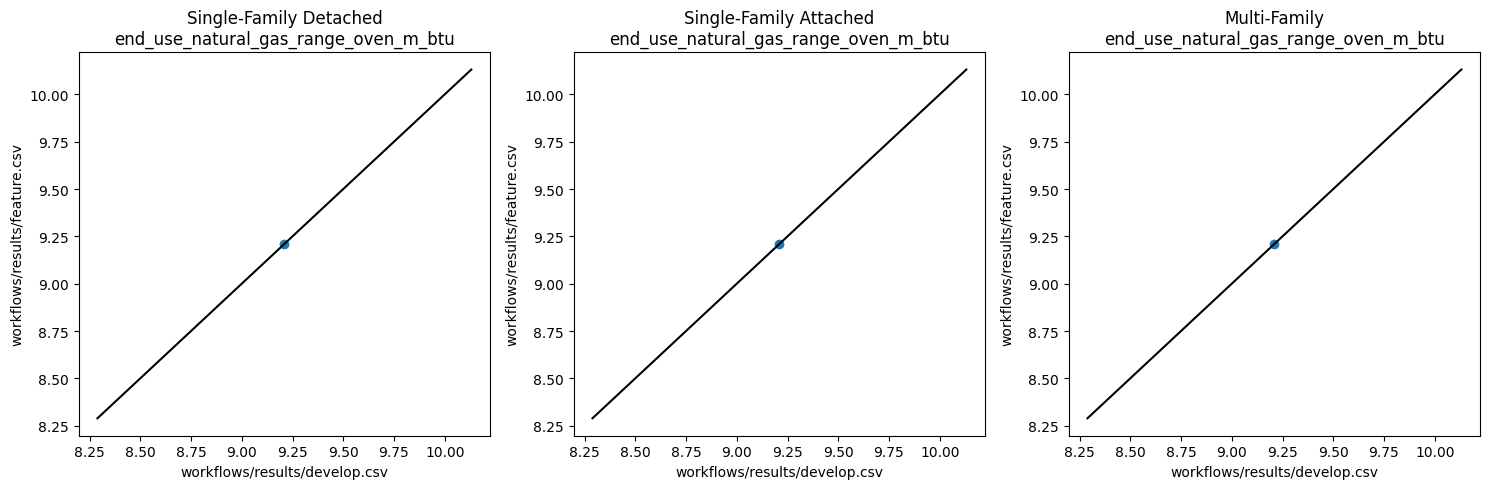 Single-Family Detached
end_use_natural_gas_range_oven_m_btu
10.00
9.75
9.50
9.25
9.00
8.75
8.50
8.25
workflows/results/feature.csv
8.25 8.50 8.75 9.00 9.25 9.50 9.75 10.00
workflows/results/develop.csv
Single-Family Attached
end_use_natural_gas_range_oven_m_btu
10.00
9.75
9.50
9.25
9.00
8.75
8.50
8.25
workflows/results/feature.csv
8.25 8.50 8.75 9.00 9.25 9.50 9.75 10.00
workflows/results/develop.csv
Multi-Family
end_use_natural_gas_range_oven_m_btu
10.00
9.75
9.50
9.25
9.00
8.75
8.50
8.25
workflows/results/feature.csv
8.25 8.50 8.75 9.00 9.25 9.50 9.75 10.00
workflows/results/develop.csv